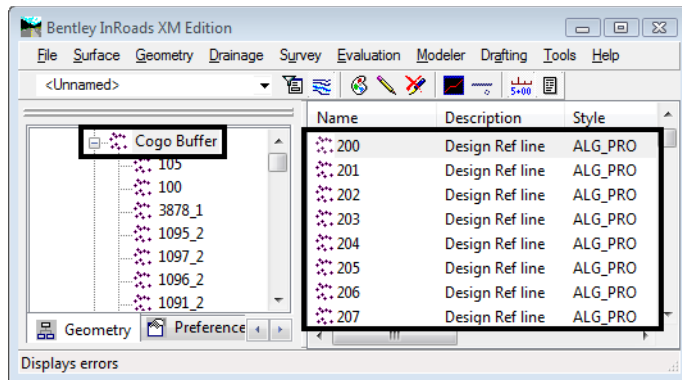 Bentley InRoads XM Edition
File Surface Geometry Drainage Survey Evaluation Modeler Drafting Tools Help
<Unnamed>
5+00
Cogo Buffer
105
100
3878_1
1095_2
1097_2
1096_2
1091_2
Geometry Preference
Name Description Style
200 Design Ref line ALG_PRO
201 Design Ref line ALG_PRO
202 Design Ref line ALG_PRO
203 Design Ref line ALG_PRO
204 Design Ref line ALG_PRO
205 Design Ref line ALG_PRO
206 Design Ref line ALG_PRO
207 Design Ref line ALG_PRO
Displays errors